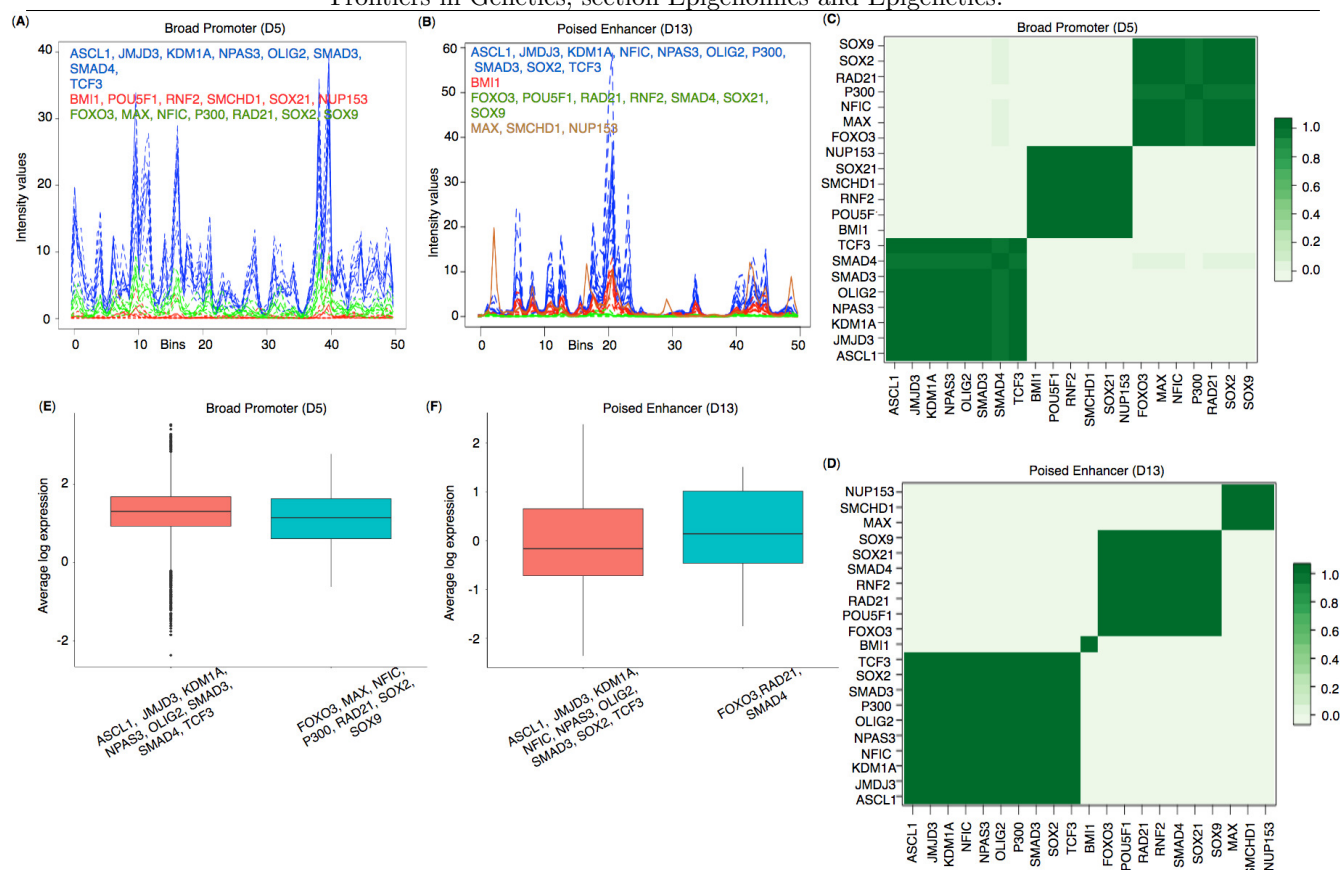 Frontiers in Genetics, section Epigenomics and Epigenetics.
(A)
Broad Promoter (D5)
ASCL1, JMJD3, KDM1A, NPAS3, OLIG2, SMAD3,
SMAD4,
TCF3
BMI1, POU5F1, RNF2, SMCHD1, SOX21, NUP153
FOXO3, MAX, NFIC, P300, RAD21, SOX2, SOX9
Intensity values
40
30
20
10
0
0 Bins 10 20 30 40 50
(B)
Poised Enhancer (D13)
ASCL1, JMDJ3, KDM1A, NFIC, NPAS3, OLIG2, P300,
SMAD3, SOX2, TCF3
BMI1
FOXO3, POU5F1, RAD21, RNF2, SMAD4, SOX21,
SOX9
MAX, SMCHD1, NUP153
Intensity values
60
50
40
30
20
10
0
0 10 Bins 20 30 40 50
(C)
Broad Promoter (D5)
SOX9
SOX2
RAD21
P300
NFIC
MAX
FOXO3
NUP153
SOX21
SMCHD1
RNF2
POU5F
BMI1
TCF3
SMAD4
SMAD3
OLIG2
NPAS3
KDM1A
JMJD3
ASCL1
ASCL1 JMJD3 KDM1A NPAS3 OLIG2 SMAD3 SMAD4 TCF3 BMI1 POU5F1 RNF2 SMCHD1 SOX21 NUP153 FOXO3 MAX NFIC P300 RAD21 SOX2 SOX9
1.0
0.8
0.6
0.4
0.2
0.0
(E)
Broad Promoter (D5)
Average log expression
2
0
-2
ASCL1, JMJD3, KDM1A,
NPAS3, OLIG2, SMAD3,
SMAD4, TCF3
FOXO3, MAX, NFIC,
P300, RAD21, SOX2,
SOX9
(F)
Poised Enhancer (D13)
Average log expression
2
1
0
-1
-2
ASCL1, JMJD3, KDM1A,
NFIC, NPAS3, OLIG2,
SMAD3, SOX2, TCF3
FOXO3,RAD21,
SMAD4
(D)
Poised Enhancer (D13)
NUP153
SMCHD1
MAX
SOX9
SOX21
SMAD4
RNF2
RAD21
POU5F1
FOXO3
BMI1
TCF3
SOX2
SMAD3
P300
OLIG2
NPAS3
NFIC
KDM1A
JMDJ3
ASCL1
ASCL1 JMJD3 KDM1A NFIC NPAS3 OLIG2 P300 SMAD3 SOX2 TCF3 BMI1 FOXO3 POU5F1 RAD21 RNF2 SMAD4 SOX21 SOX9 MAX SMCHD1 NUP153
1.0
0.8
0.6
0.4
0.2
0.0